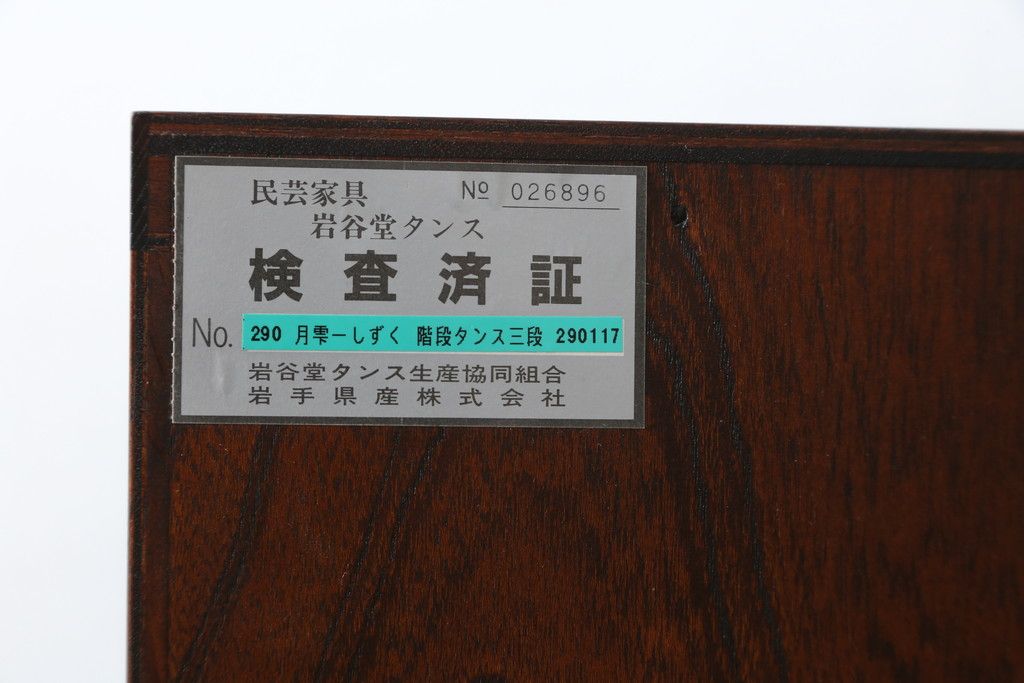 民芸家具 № 026896
岩谷堂タンス
検査済証
No. 290 月雫ーしずく 階段タンス三段 290117
岩谷堂タンス生産協同組合
岩手県産株式会社